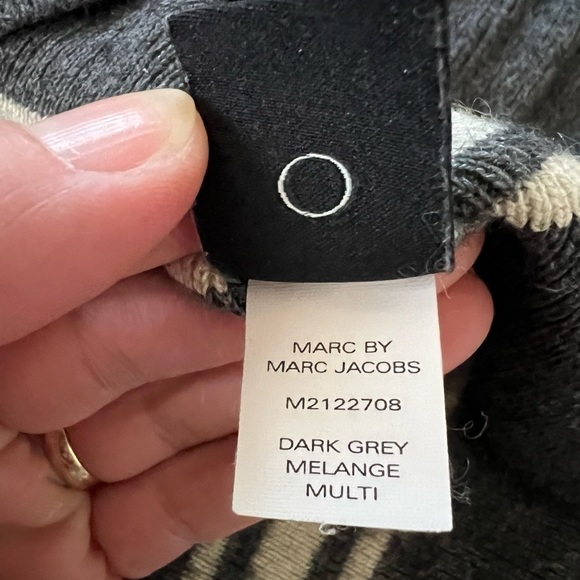 O
MARC BY
MARC JACOBS
M2122708
DARK GREY
MELANGE
MULTI